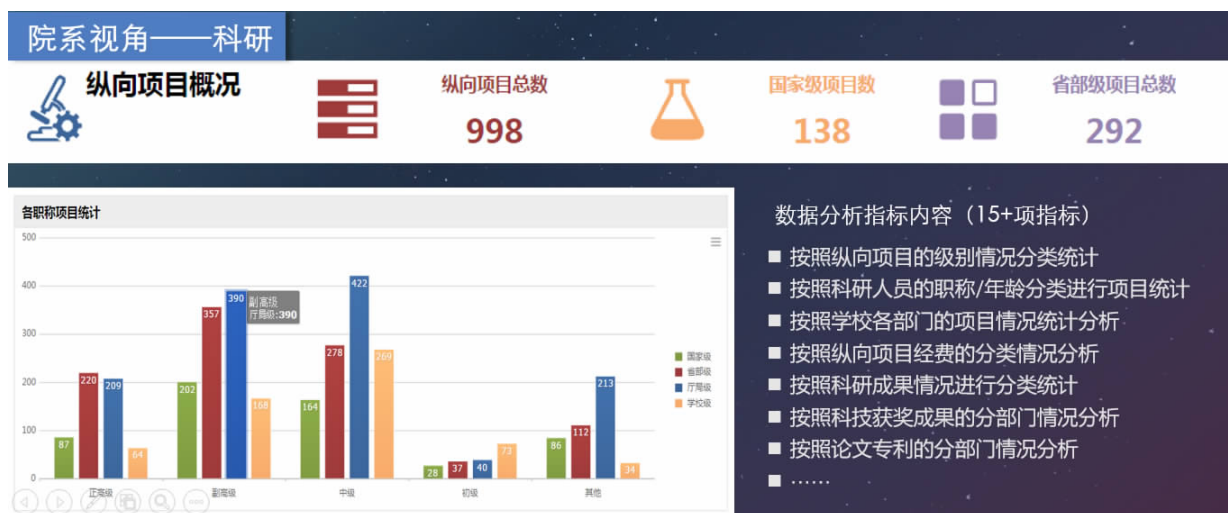 院系视角——科研
纵向项目概况
纵向项目总数
998
国家级项目数
138
省部级项目总数
292
各职称项目统计
500
400
300
200
100
0
87
220
209
64
202
357
390
168
副高级
厅局级:390
164
278
422
269
28
37
40
73
86
112
213
34
正高级
副高级
中级
初级
其他
国家级
省部级
厅局级
学校级
数据分析指标内容（15+项指标）
■ 按照纵向项目的级别情况分类统计
■ 按照科研人员的职称/年龄分类进行项目统计
■ 按照学校各部门的项目情况统计分析
■ 按照纵向项目经费的分类情况分析
■ 按照科研成果情况进行分类统计
■ 按照科技获奖成果的分部门情况分析
■ 按照论文专利的分部门情况分析
■ ……